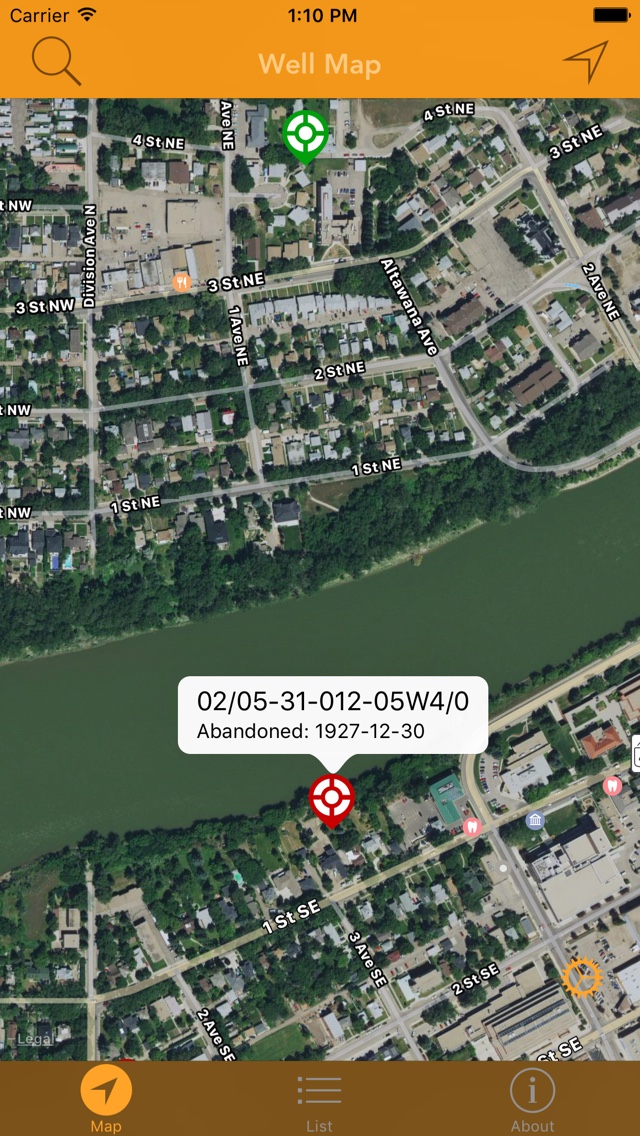 Carrier 1:10 PM
Well Map
4 St NE
Ave NE
4 St NE
3 St NE
t NW
Division Ave N
3 St NE
3 St NW
1 Ave NE
Altawana Ave
2 Ave NE
2 St NE
t NW
1 St NE
1 St NE
t NW
02/05-31-012-05W4/0
Abandoned: 1927-12-30
1 St SE
3 Ave SE
2 St SE
2 Ave SE
St SE
Legal
Map
List
About